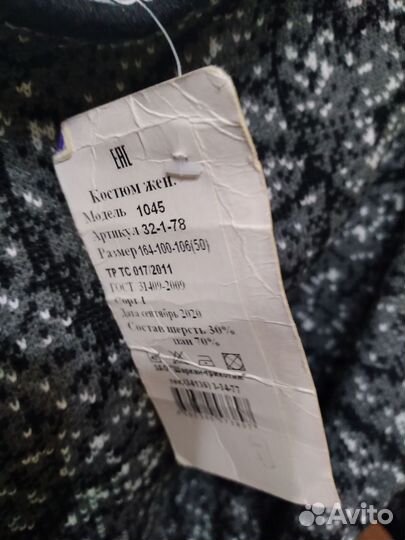 EAC
Костюм жен.
Модель 1045
Артикул 32-1-78
Размер 164-100-106(50)
ТР ТС 017/2011
ГОСТ 31409-2009
Сорт 1
Дата сентябрь 2020
Состав шерсть 30%
пан 70%
Avito